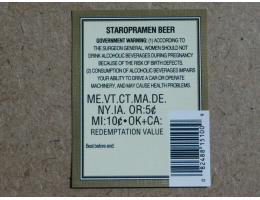 STAROPRAMEN BEER
GOVERNMENT WARNING: (1) ACCORDING TO
THE SURGEON GENERAL, WOMEN SHOULD NOT
DRINK ALCOHOLIC BEVERAGES DURING PREGNANCY
BECAUSE OF THE RISK OF BIRTH DEFECTS.
(2) CONSUMPTION OF ALCOHOLIC BEVERAGES IMPAIRS
YOUR ABILITY TO DRIVE A CAR OR OPERATE
MACHINERY, AND MAY CAUSE HEALTH PROBLEMS.
ME.VT.CT.MA.DE.
NY.IA. OR:5¢
MI:10¢•OK+CA:
REDEMPTION VALUE
Best before end:
82488 15100